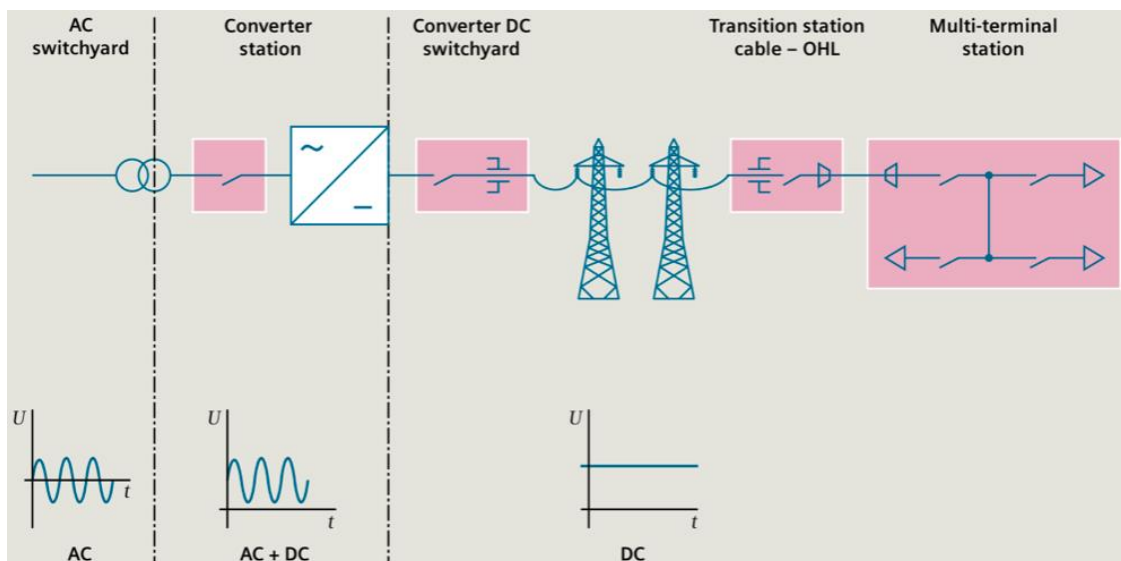 AC
switchyard
Converter
station
Converter DC
switchyard
Transition station
cable – OHL
Multi-terminal
station
~
–
U
t
AC
U
t
AC + DC
U
t
DC